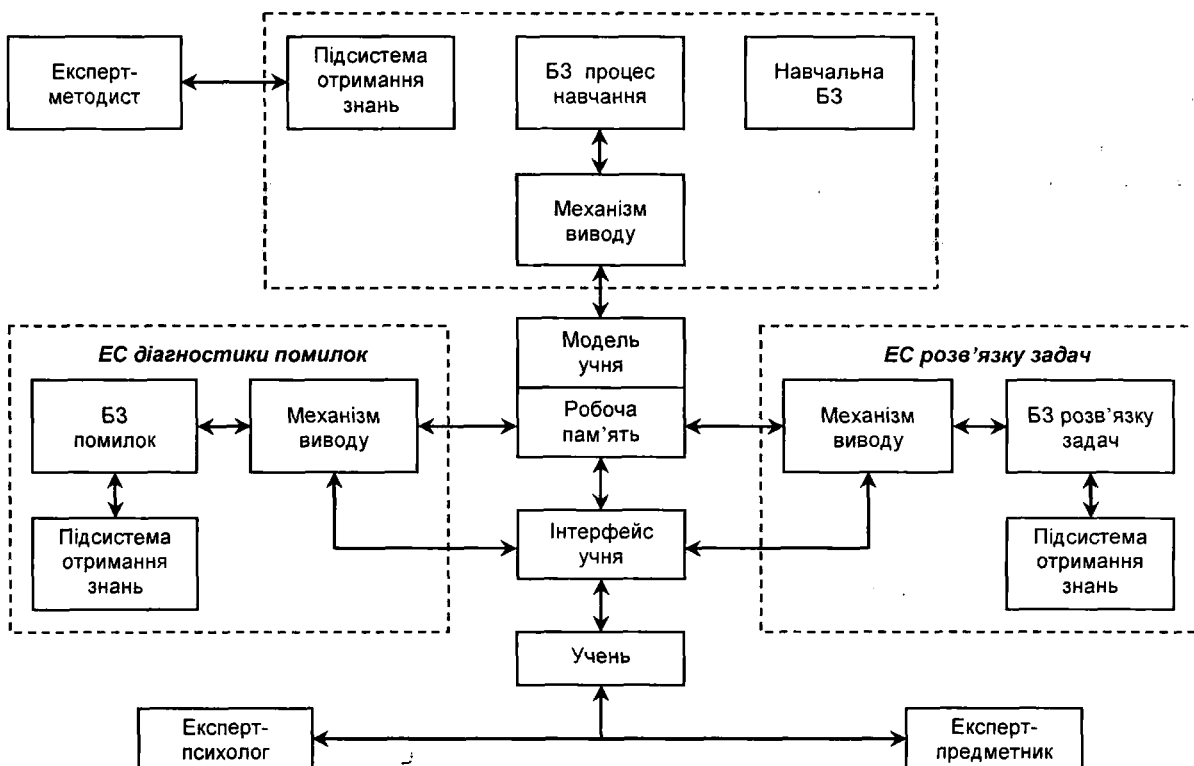 Експерт-
методист
Підсистема
отримання
знань
БЗ процес
навчання
Навчальна
БЗ
Механізм
виводу
Модель
учня
Робоча
пам’ять
ЕС діагностики помилок
БЗ
помилок
Механізм
виводу
Підсистема
отримання
знань
ЕС розв’язку задач
Механізм
виводу
БЗ розв’язку
задач
Підсистема
отримання
знань
Інтерфейс
учня
Учень
Експерт-
психолог
Експерт-
предметник